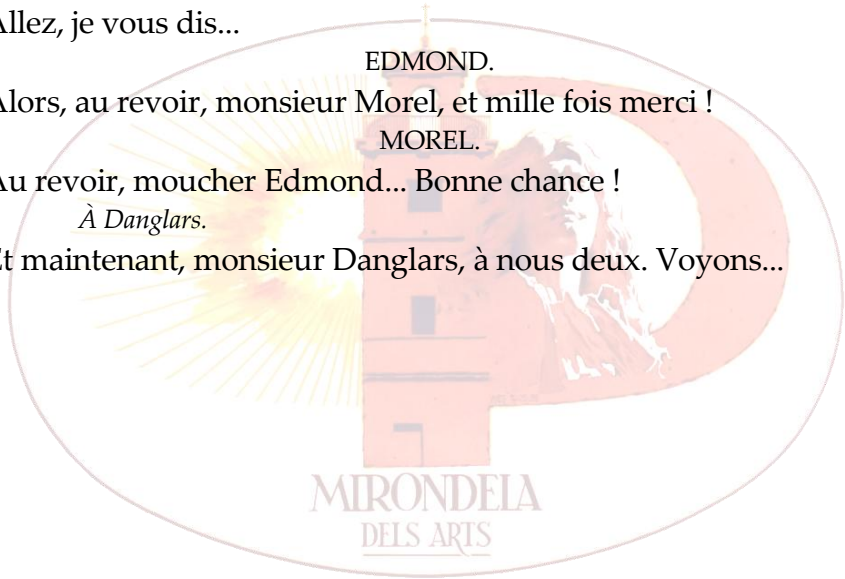 Allez, je vous dis...
EDMOND.
Alors, au revoir, monsieur Morel, et mille fois merci !
MOREL.
Au revoir, moucher Edmond... Bonne chance !
À Danglars.
Et maintenant, monsieur Danglars, à nous deux. Voyons...
MIRONDELA
DELS ARTS